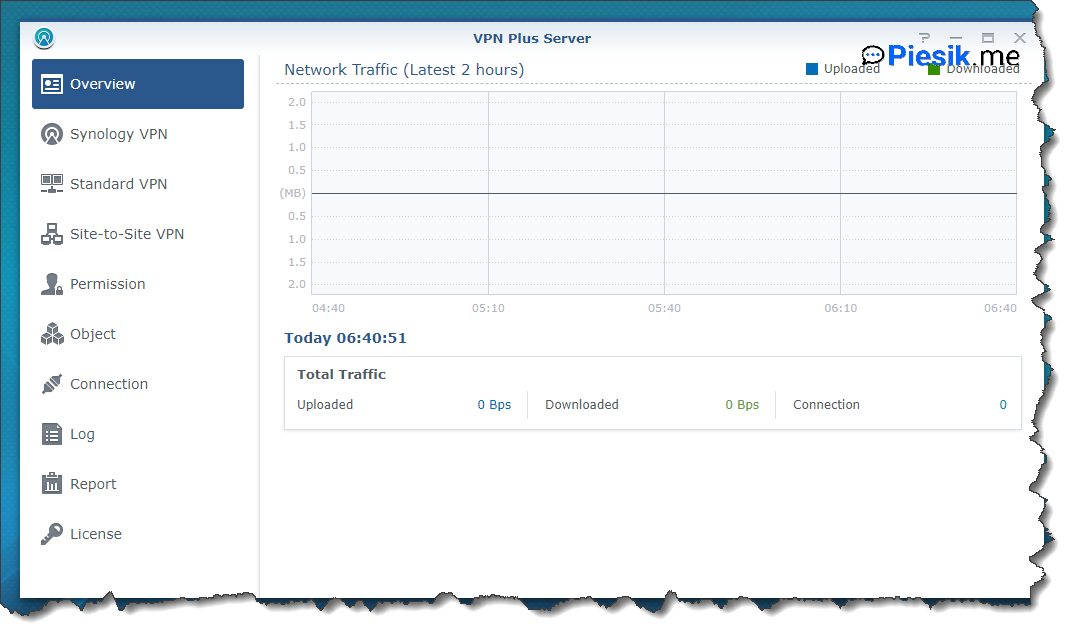 VPN Plus Server
?
Piesik.me
Overview
Synology VPN
Standard VPN
Site-to-Site VPN
Permission
Object
Connection
Log
Report
License
Network Traffic (Latest 2 hours)
Uploaded Downloaded
2.0
1.5
1.0
0.5
(MB)
0.5
1.0
1.5
2.0
04:40 05:10 05:40 06:10 06:40
Today 06:40:51
Total Traffic
Uploaded 0 Bps Downloaded 0 Bps Connection 0